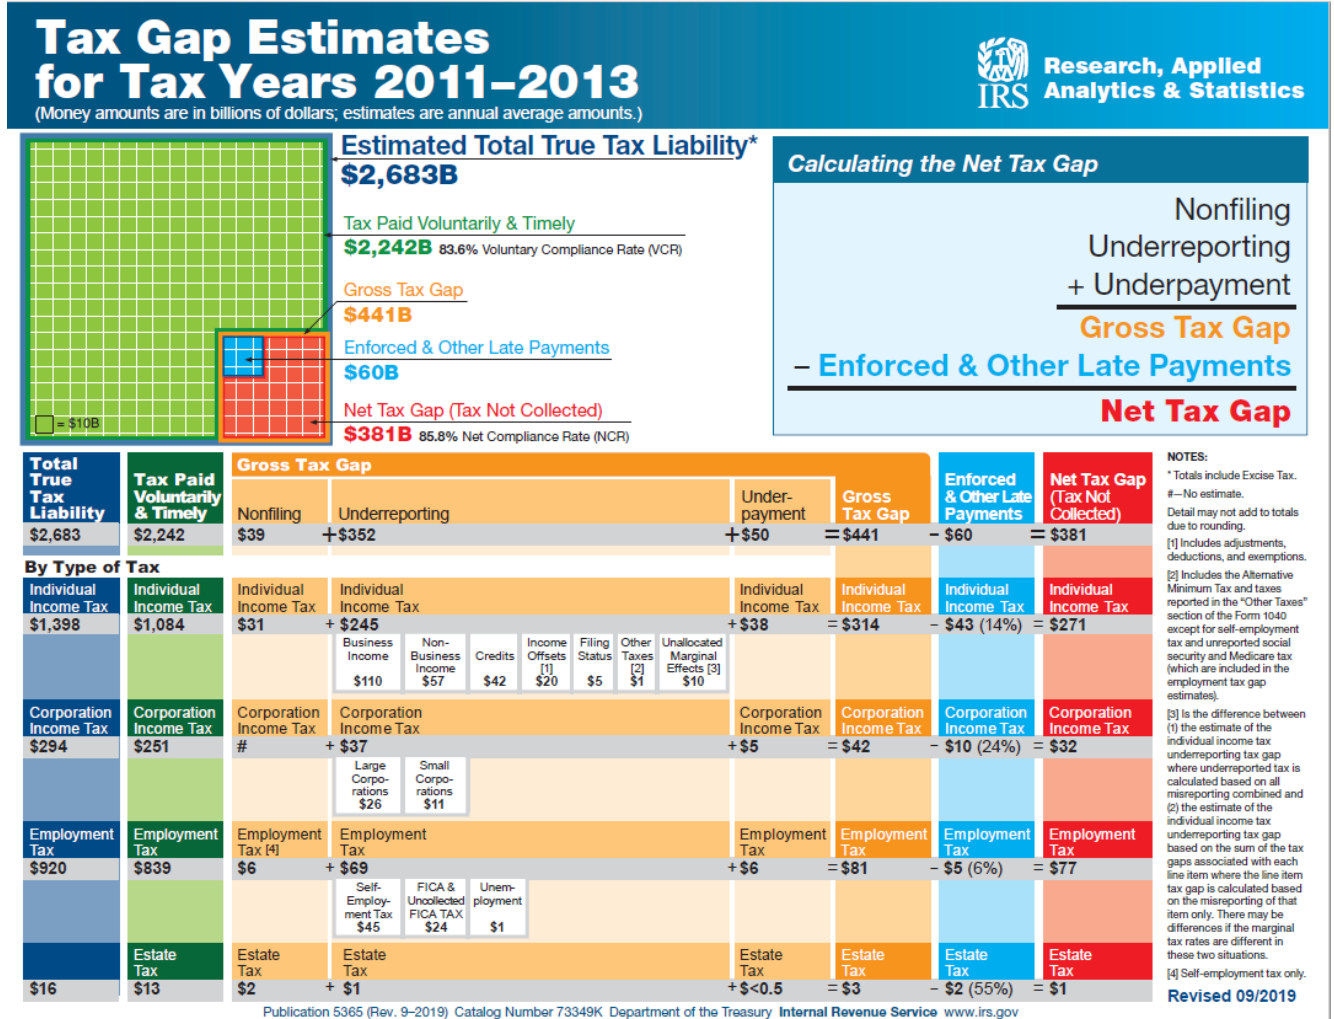 Tax Gap Estimates
for Tax Years 2011–2013
(Money amounts are in billions of dollars; estimates are annual average amounts.)
IRS
Research, Applied
Analytics & Statistics
Estimated Total True Tax Liability*
$2,683B
Tax Paid Voluntarily & Timely
$2,242B 83.6% Voluntary Compliance Rate (VCR)
Gross Tax Gap
$441B
Enforced & Other Late Payments
$60B
Net Tax Gap (Tax Not Collected)
$381B 85.8% Net Compliance Rate (NCR)
= $10B
Calculating the Net Tax Gap
Nonfiling
Underreporting
+ Underpayment
Gross Tax Gap
– Enforced & Other Late Payments
Net Tax Gap
Total
True
Tax
Liability
$2,683
Tax Paid
Voluntarily
& Timely
$2,242
Gross Tax Gap
Nonfiling
$39
Underreporting
+ $352
Under-
payment
+ $50
Gross
Tax Gap
= $441
Enforced
& Other Late
Payments
– $60
Net Tax Gap
(Tax Not
Collected)
= $381
By Type of Tax
Individual
Income Tax
$1,398
Individual
Income Tax
$1,084
Individual
Income Tax
$31
Individual
Income Tax
+ $245
Individual
Income Tax
+ $38
Individual
Income Tax
= $314
Individual
Income Tax
– $43 (14%)
Individual
Income Tax
= $271
Business
Income
$110
Non-
Business
Income
$57
Credits
$42
Income
Offsets
[1]
$20
Filing
Status
$5
Other
Taxes
[2]
$1
Unallocated
Marginal
Effects [3]
$10
Corporation
Income Tax
$294
Corporation
Income Tax
$251
Corporation
Income Tax
#
Corporation
Income Tax
+ $37
Corporation
Income Tax
+ $5
Corporation
Income Tax
= $42
Corporation
Income Tax
– $10 (24%)
Corporation
Income Tax
= $32
Large
Corpo-
rations
$26
Small
Corpo-
rations
$11
Employment
Tax
$920
Employment
Tax
$839
Employment
Tax [4]
$6
Employment
Tax
+ $69
Employment
Tax
+ $6
Employment
Tax
= $81
Employment
Tax
– $5 (6%)
Employment
Tax
= $77
Self-
Employ-
ment Tax
$45
FICA &
Uncollected
FICA TAX
$24
Unem-
ployment
$1
$16
Estate
Tax
$13
Estate
Tax
$2
Estate
Tax
+ $1
Estate
Tax
+ $<0.5
Estate
Tax
= $3
Estate
Tax
– $2 (55%)
Estate
Tax
= $1
NOTES:
* Totals include Excise Tax.
#—No estimate.
Detail may not add to totals
due to rounding.
[1] Includes adjustments,
deductions, and exemptions.
[2] Includes the Alternative
Minimum Tax and taxes
reported in the “Other Taxes”
section of the Form 1040
except for self-employment
tax and unreported social
security and Medicare tax
(which are included in the
employment tax gap
estimates).
[3] Is the difference between
(1) the estimate of the
individual income tax
underreporting tax gap
where underreported tax is
calculated based on all
misreporting combined and
(2) the estimate of the
individual income tax
underreporting tax gap
based on the sum of the tax
gaps associated with each
line item where the line item
tax gap is calculated based
on the misreporting of that
item only. There may be
differences if the marginal
tax rates are different in
these two situations.
[4] Self-employment tax only.
Revised 09/2019
Publication 5365 (Rev. 9–2019) Catalog Number 73349K Department of the Treasury Internal Revenue Service www.irs.gov